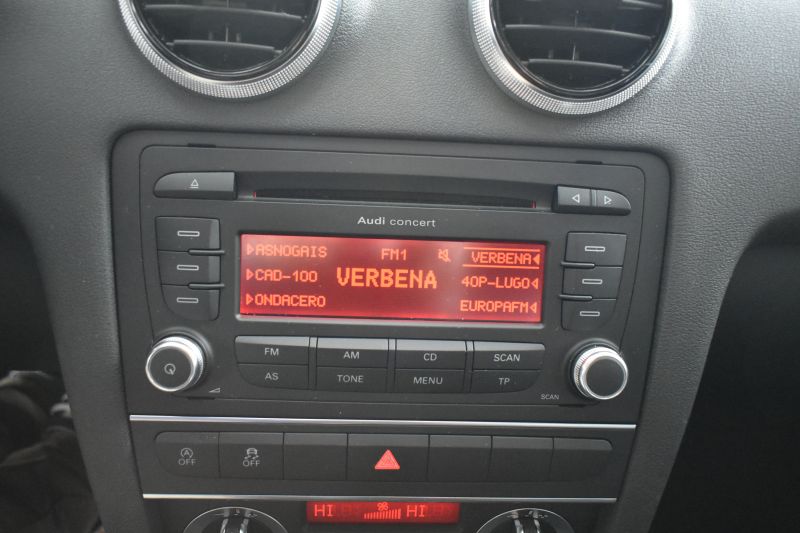 Audi concert
ASNOGAIS FM1 VERBENA
CAD-100 VERBENA 40P-LUGO
ONDACERO EUROPAFM
FM AM CD SCAN
AS TONE MENU TP
SCAN
OFF OFF
HI HI